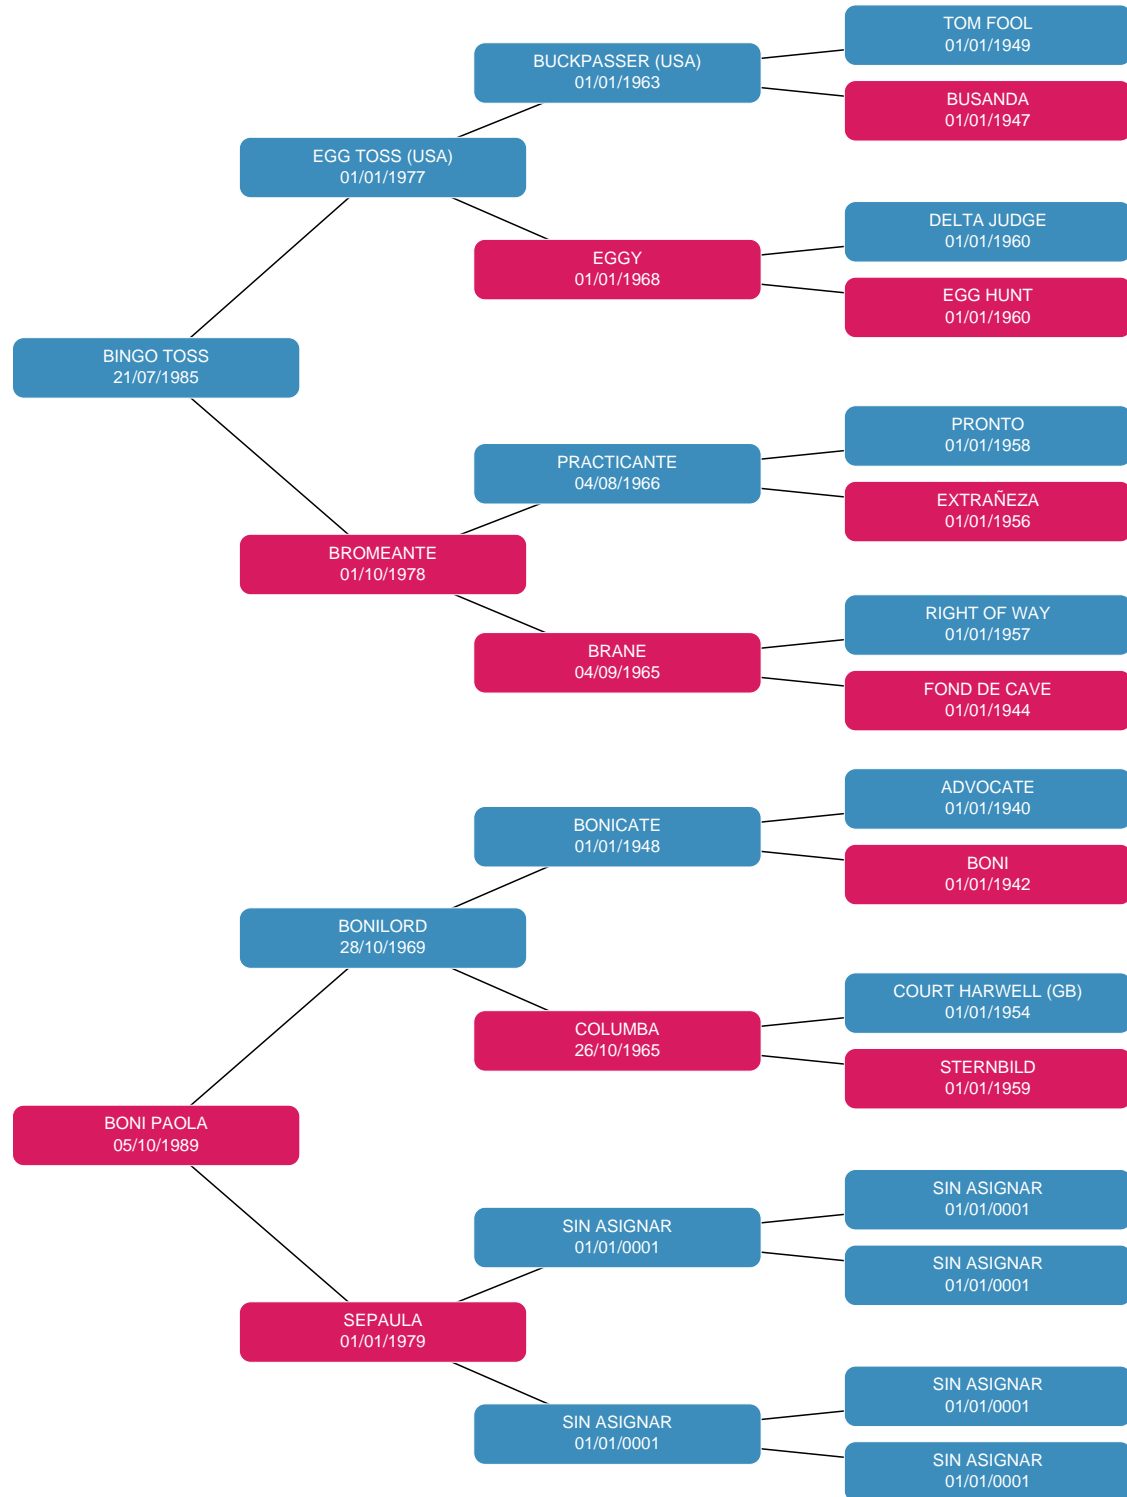 TOM FOOL
01/01/1949
BUCKPASSER (USA)
01/01/1963
BUSANDA
01/01/1947
EGG TOSS (USA)
01/01/1977
DELTA JUDGE
01/01/1960
EGGY
01/01/1968
EGG HUNT
01/01/1960
BINGO TOSS
21/07/1985
PRONTO
01/01/1958
PRACTICANTE
04/08/1966
EXTRAÑEZA
01/01/1956
BROMEANTE
01/10/1978
RIGHT OF WAY
01/01/1957
BRANE
04/09/1965
FOND DE CAVE
01/01/1944
ADVOCATE
01/01/1940
BONICATE
01/01/1948
BONI
01/01/1942
BONILORD
28/10/1969
COURT HARWELL (GB)
01/01/1954
COLUMBA
26/10/1965
STERNBILD
01/01/1959
BONI PAOLA
05/10/1989
SIN ASIGNAR
01/01/0001
SIN ASIGNAR
01/01/0001
SIN ASIGNAR
01/01/0001
SEPAULA
01/01/1979
SIN ASIGNAR
01/01/0001
SIN ASIGNAR
01/01/0001
SIN ASIGNAR
01/01/0001